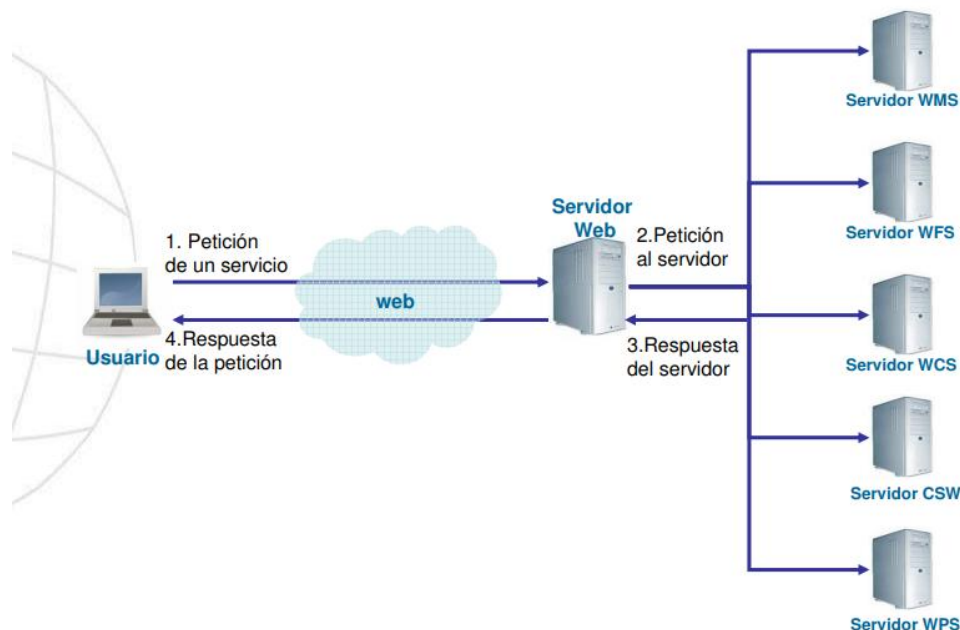 Servidor WMS
Servidor WFS
Servidor
Web
1. Petición
de un servicio
2.Petición
al servidor
web
Usuario
4.Respuesta
de la petición
3.Respuesta
del servidor
Servidor WCS
Servidor CSW
Servidor WPS